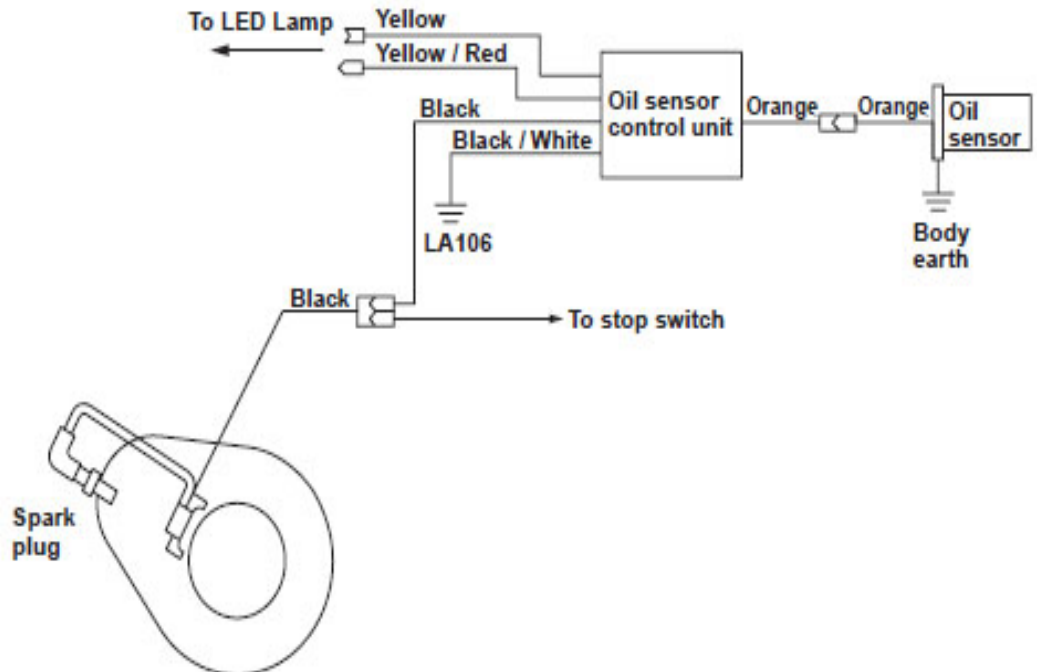 To LED Lamp
Yellow
Yellow / Red
Black
Black / White
LA106
Oil sensor
control unit
Orange
Orange
Oil
sensor
Body
earth
Black
To stop switch
Spark
plug